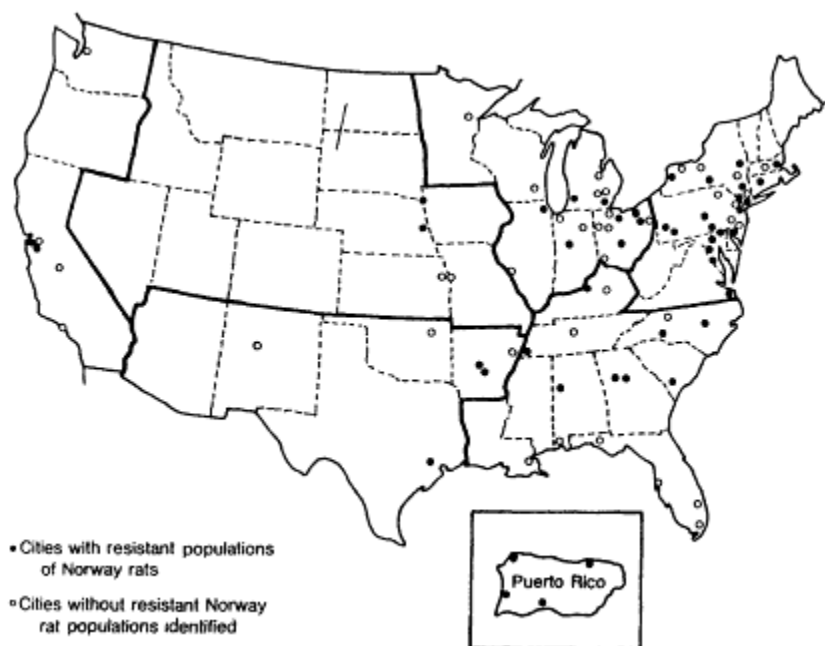 Puerto Rico
• Cities with resistant populations
of Norway rats
° Cities without resistant Norway
rat populations identified